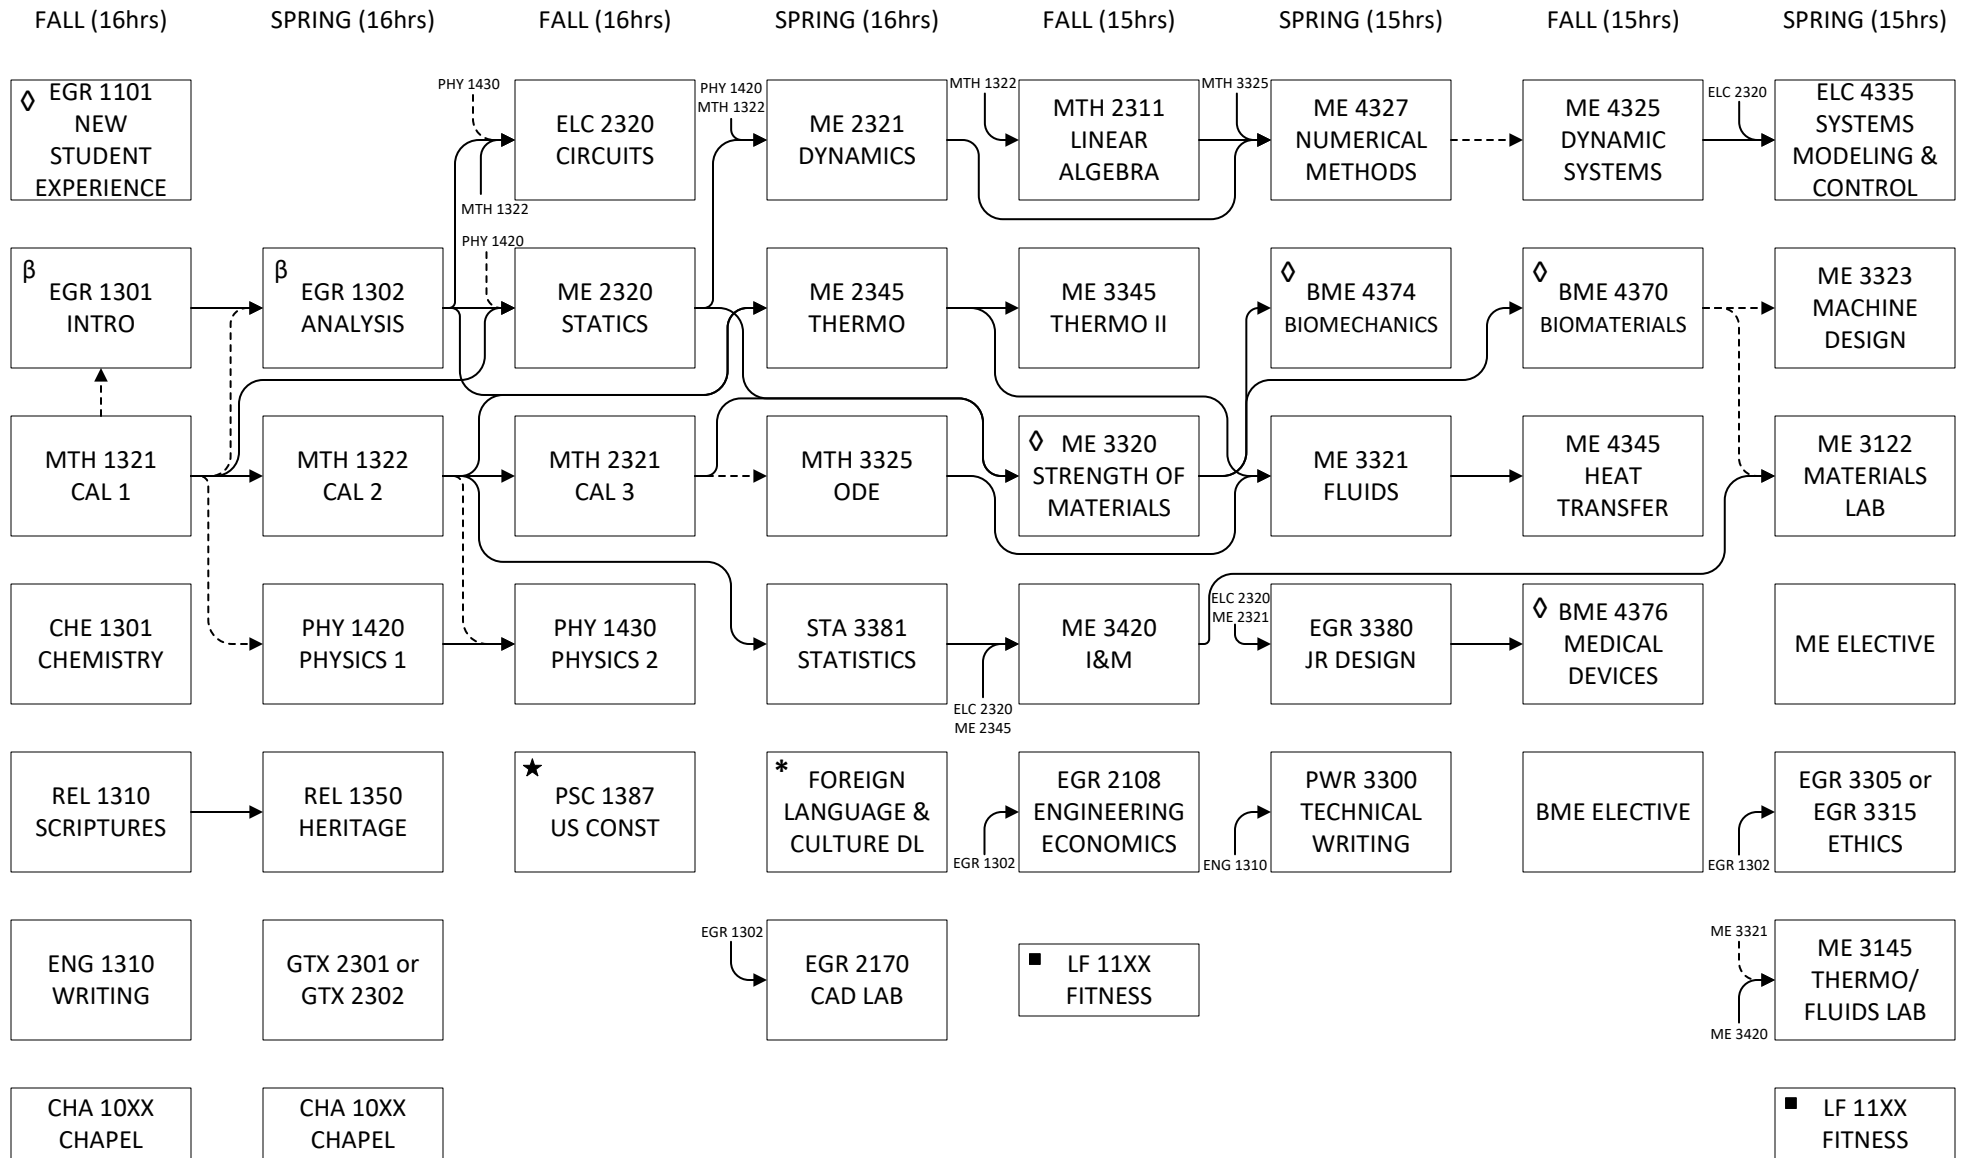 FALL (16hrs)
SPRING (16hrs)
FALL (16hrs)
SPRING (16hrs)
FALL (15hrs)
SPRING (15hrs)
FALL (15hrs)
SPRING (15hrs)
◊ EGR 1101
NEW
STUDENT
EXPERIENCE
PHY 1430
ELC 2320
CIRCUITS
MTH 1322
PHY 1420
MTH 1322
ME 2321
DYNAMICS
MTH 1322
MTH 2311
LINEAR
ALGEBRA
MTH 3325
ME 4327
NUMERICAL
METHODS
ME 4325
DYNAMIC
SYSTEMS
ELC 2320
ELC 4335
SYSTEMS
MODELING &
CONTROL
β
EGR 1301
INTRO
β
EGR 1302
ANALYSIS
PHY 1420
ME 2320
STATICS
ME 2345
THERMO
ME 3345
THERMO II
◊
BME 4374
BIOMECHANICS
◊
BME 4370
BIOMATERIALS
ME 3323
MACHINE
DESIGN
MTH 1321
CAL 1
MTH 1322
CAL 2
MTH 2321
CAL 3
MTH 3325
ODE
◊ ME 3320
STRENGTH OF
MATERIALS
ME 3321
FLUIDS
ME 4345
HEAT
TRANSFER
ME 3122
MATERIALS
LAB
CHE 1301
CHEMISTRY
PHY 1420
PHYSICS 1
PHY 1430
PHYSICS 2
STA 3381
STATISTICS
ELC 2320
ME 2345
ME 3420
I&M
ELC 2320
ME 2321
EGR 3380
JR DESIGN
◊ BME 4376
MEDICAL
DEVICES
ME ELECTIVE
REL 1310
SCRIPTURES
REL 1350
HERITAGE
★
PSC 1387
US CONST
* FOREIGN
LANGUAGE &
CULTURE DL
EGR 1302
EGR 2108
ENGINEERING
ECONOMICS
ENG 1310
PWR 3300
TECHNICAL
WRITING
BME ELECTIVE
EGR 1302
EGR 3305 or
EGR 3315
ETHICS
ENG 1310
WRITING
GTX 2301 or
GTX 2302
EGR 1302
EGR 2170
CAD LAB
■ LF 11XX
FITNESS
ME 3321
ME 3420
ME 3145
THERMO/
FLUIDS LAB
CHA 10XX
CHAPEL
CHA 10XX
CHAPEL
■ LF 11XX
FITNESS